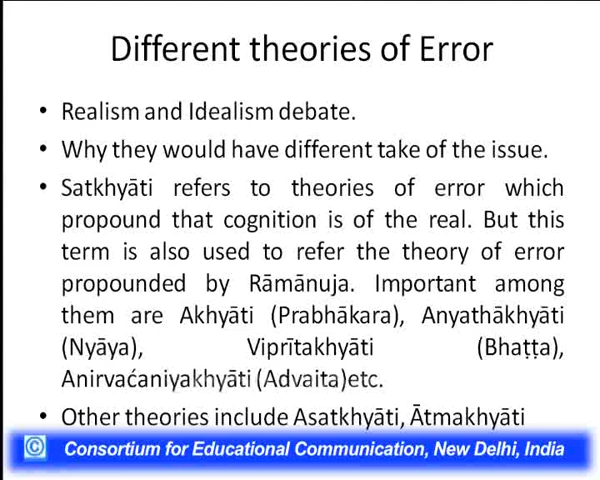 Different theories of Error
• Realism and Idealism debate.
• Why they would have different take of the issue.
• Satkhyāti refers to theories of error which
propound that cognition is of the real. But this
term is also used to refer the theory of error
propounded by Rāmānuja. Important among
them are Akhyāti (Prabhākara), Anyathākhyāti
(Nyāya), Viprītakhyāti (Bhaṭṭa),
Anirvaćaniyakhyāti (Advaita)etc.
• Other theories include Asatkhyāti, Ātmakhyāti
© Consortium for Educational Communication, New Delhi, India